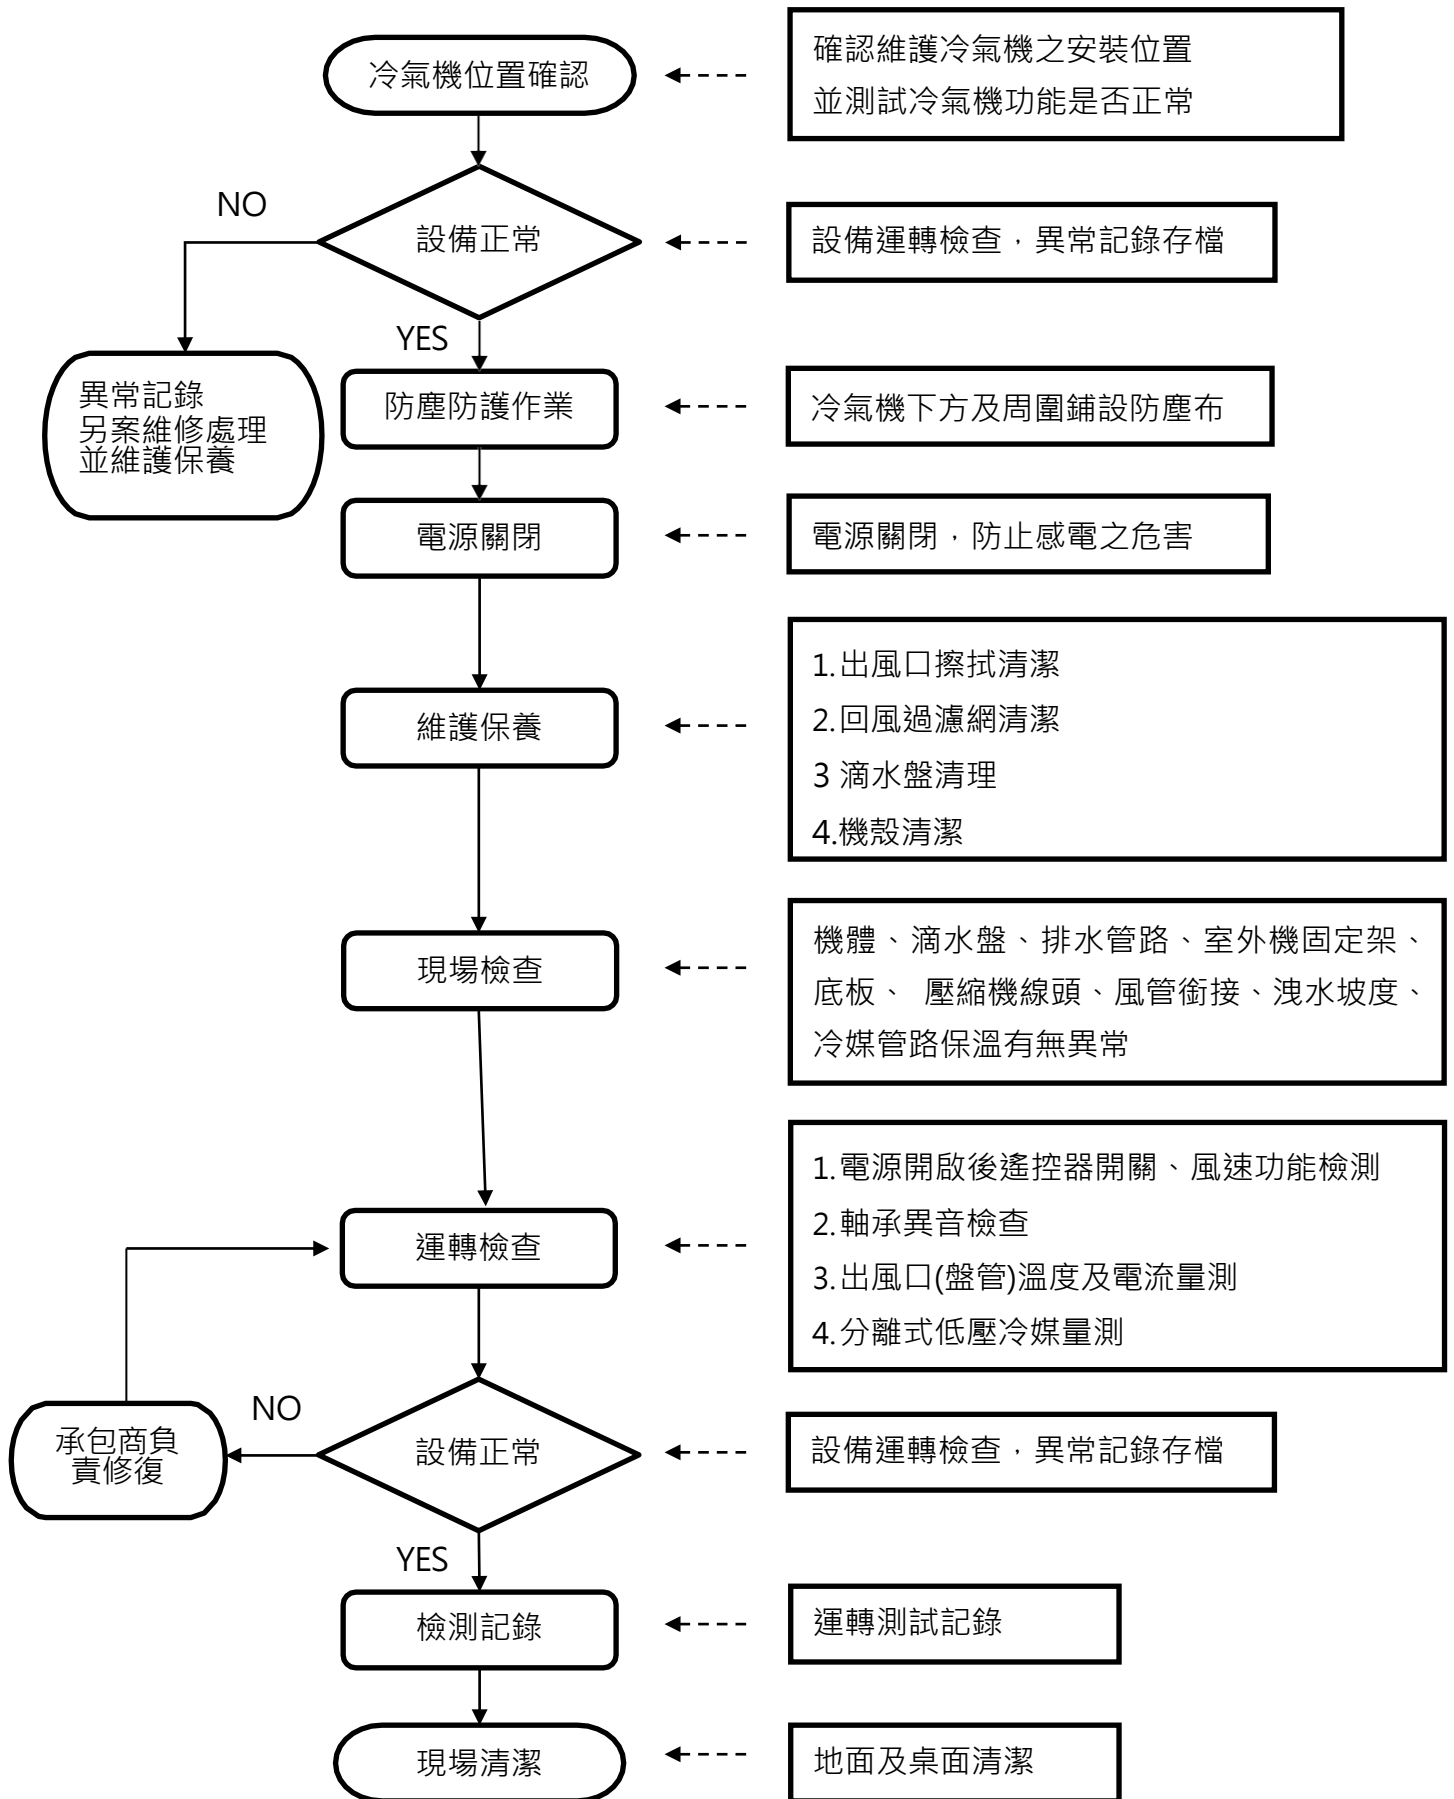 冷氣機位置確認
確認維護冷氣機之安裝位置
並測試冷氣機功能是否正常
NO
設備正常
設備運轉檢查，異常記錄存檔
YES
異常記錄
另案維修處理
並維護保養
防塵防護作業
冷氣機下方及周圍鋪設防塵布
電源關閉
電源關閉，防止感電之危害
維護保養
1.出風口擦拭清潔
2.回風過濾網清潔
3 滴水盤清理
4.機殼清潔
現場檢查
機體、滴水盤、排水管路、室外機固定架、
底板、 壓縮機線頭、風管銜接、洩水坡度、
冷媒管路保溫有無異常
運轉檢查
1.電源開啟後遙控器開關、風速功能檢測
2.軸承異音檢查
3.出風口(盤管)溫度及電流量測
4.分離式低壓冷媒量測
NO
承包商負
責修復
設備正常
設備運轉檢查，異常記錄存檔
YES
檢測記錄
運轉測試記錄
現場清潔
地面及桌面清潔